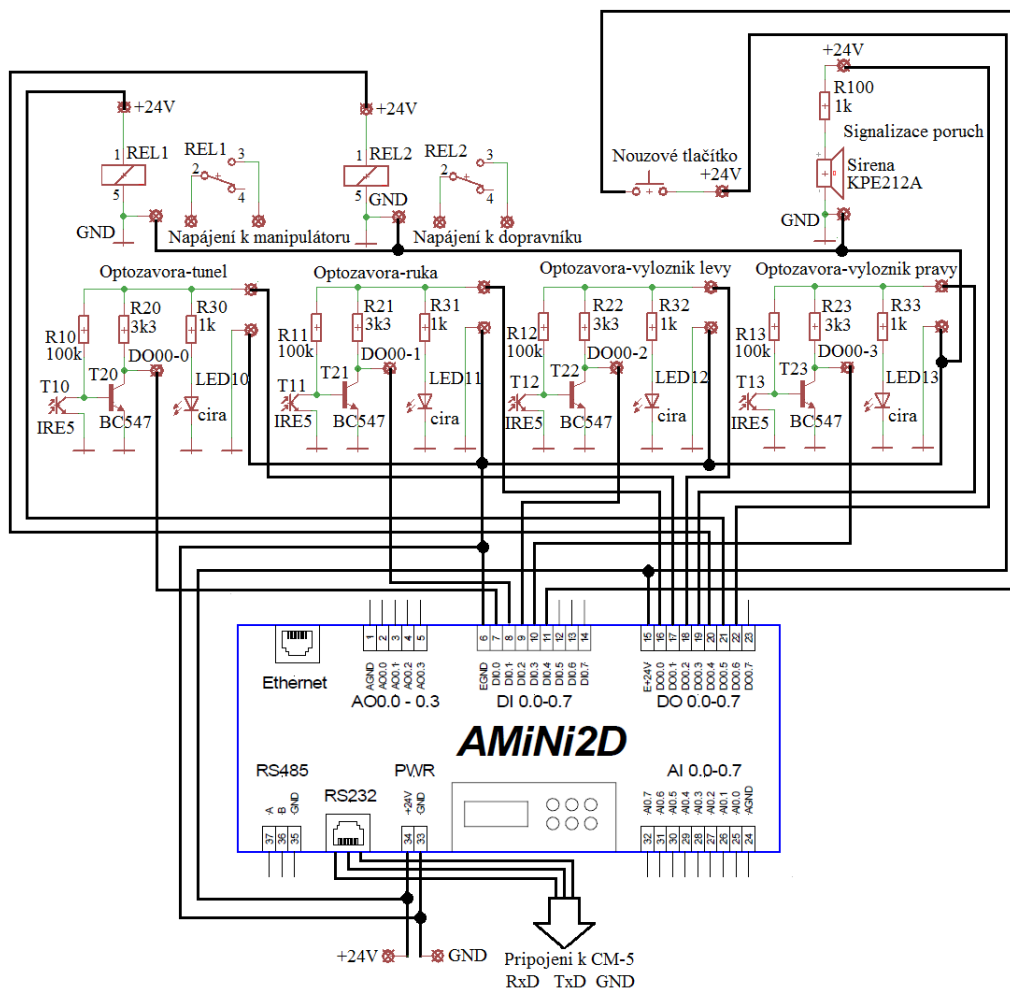 +24V
R100
1k
Signalizace poruch
Sirena
KPE212A
GND
Nouzové tlačítko
+24V
+24V
REL1
1
5
GND
REL1
2
3
4
Napájení k manipulátoru
+24V
REL2
1
5
GND
REL2
2
3
4
Napájení k dopravníku
Optozavora-tunel
R10
100k
R20
3k3
R30
1k
DO00-0
T10
IRE5
T20
BC547
LED10
cira
Optozavora-ruka
R11
100k
R21
3k3
R31
1k
DO00-1
T11
IRE5
T21
BC547
LED11
cira
Optozavora-vyloznik levy
R12
100k
R22
3k3
R32
1k
DO00-2
T12
IRE5
T22
BC547
LED12
cira
Optozavora-vyloznik pravy
R13
100k
R23
3k3
R33
1k
DO00-3
T13
IRE5
T23
BC547
LED13
cira
1 2 3 4 5
AGND AO0.0 AO0.1 AO0.2 AO0.3
AO0.0 - 0.3
6 7 8 9 10 11 12 13 14
EGND DI0.0 DI0.1 DI0.2 DI0.3 DI0.4 DI0.5 DI0.6 DI0.7
DI 0.0-0.7
15 16 17 18 19 20 21 22 23
E+24V DO0.0 DO0.1 DO0.2 DO0.3 DO0.4 DO0.5 DO0.6 DO0.7
DO 0.0-0.7
Ethernet
AMiNi2D
RS485
A B GND
37 36 35
RS232
PWR
+24V GND
34 33
AI 0.0-0.7
AI0.7 AI0.6 AI0.5 AI0.4 AI0.3 AI0.2 AI0.1 AI0.0 AGND
32 31 30 29 28 27 26 25 24
+24V
GND
Pripojeni k CM-5
RxD TxD GND